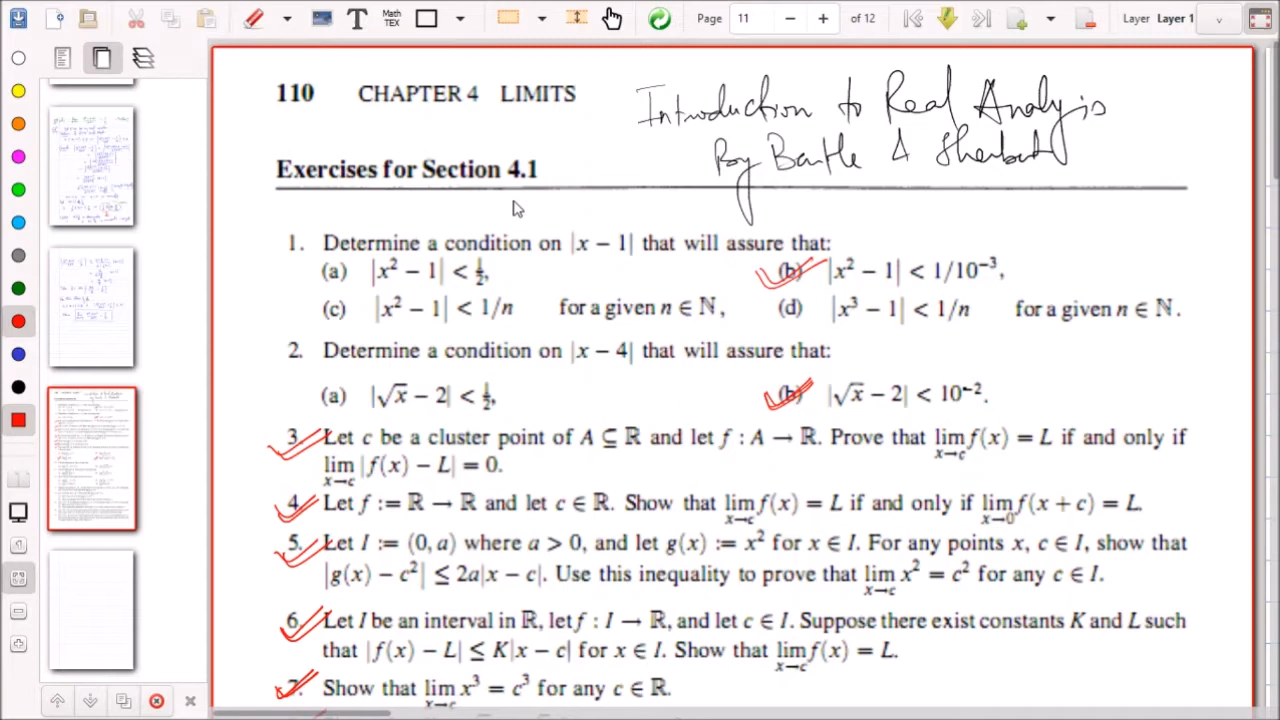 Math
TEX
Page 11 of 12
Layer Layer 1
110 CHAPTER 4 LIMITS
Introduction to Real Analysis
By Bartle & Sherbert
Exercises for Section 4.1
1. Determine a condition on |x − 1| that will assure that:
(a) |x² − 1| < ½, (b) |x² − 1| < 1/10⁻³,
(c) |x² − 1| < 1/n for a given n ∈ ℕ, (d) |x³ − 1| < 1/n for a given n ∈ ℕ.
2. Determine a condition on |x − 4| that will assure that:
(a) |√x − 2| < ½, (b) |√x − 2| < 10⁻².
3. Let c be a cluster point of A ⊆ ℝ and let f : A → ℝ. Prove that lim x→c f(x) = L if and only if
lim x→c |f(x) − L| = 0.
4. Let f := ℝ → ℝ and let c ∈ ℝ. Show that lim x→c f(x) = L if and only if lim x→0 f(x + c) = L.
5. Let I := (0, a) where a > 0, and let g(x) := x² for x ∈ I. For any points x, c ∈ I, show that
|g(x) − c²| ≤ 2a|x − c|. Use this inequality to prove that lim x→c x² = c² for any c ∈ I.
6. Let I be an interval in ℝ, let f : I → ℝ, and let c ∈ I. Suppose there exist constants K and L such
that |f(x) − L| ≤ K|x − c| for x ∈ I. Show that lim x→c f(x) = L.
7. Show that lim x→c x³ = c³ for any c ∈ ℝ.